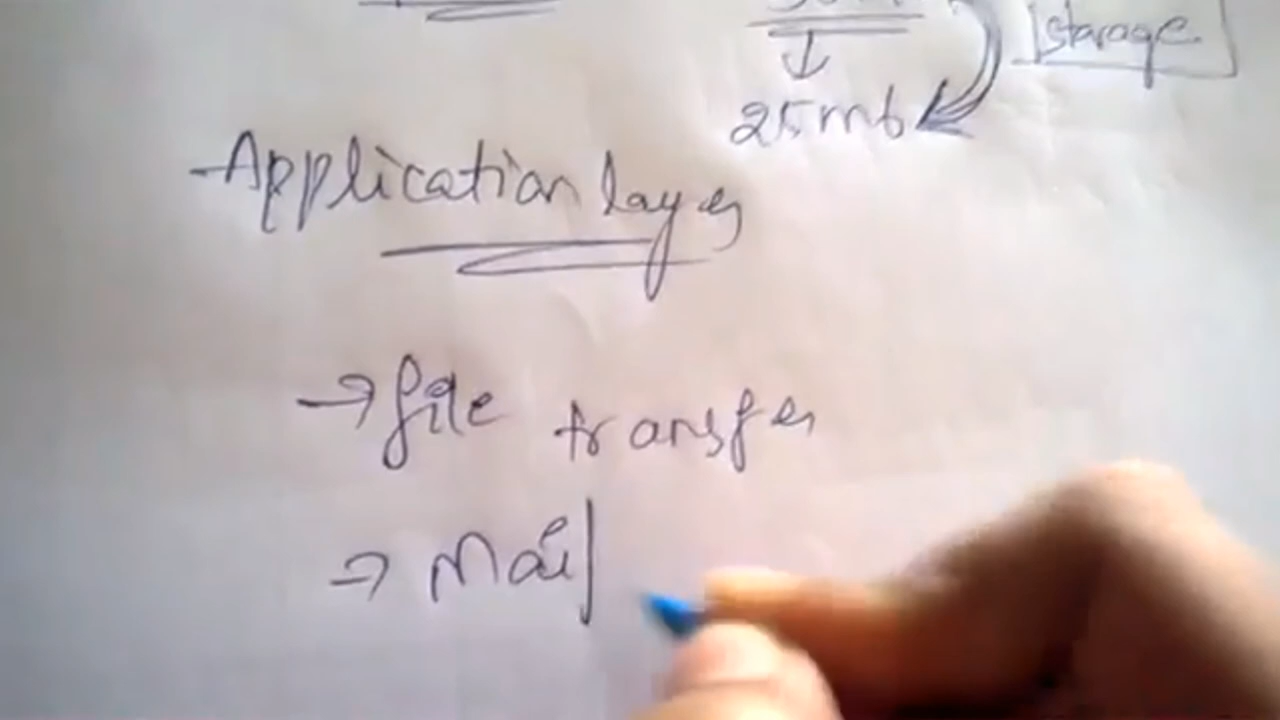 storage
25mb
Application layer
→ file transfer
→ Mail